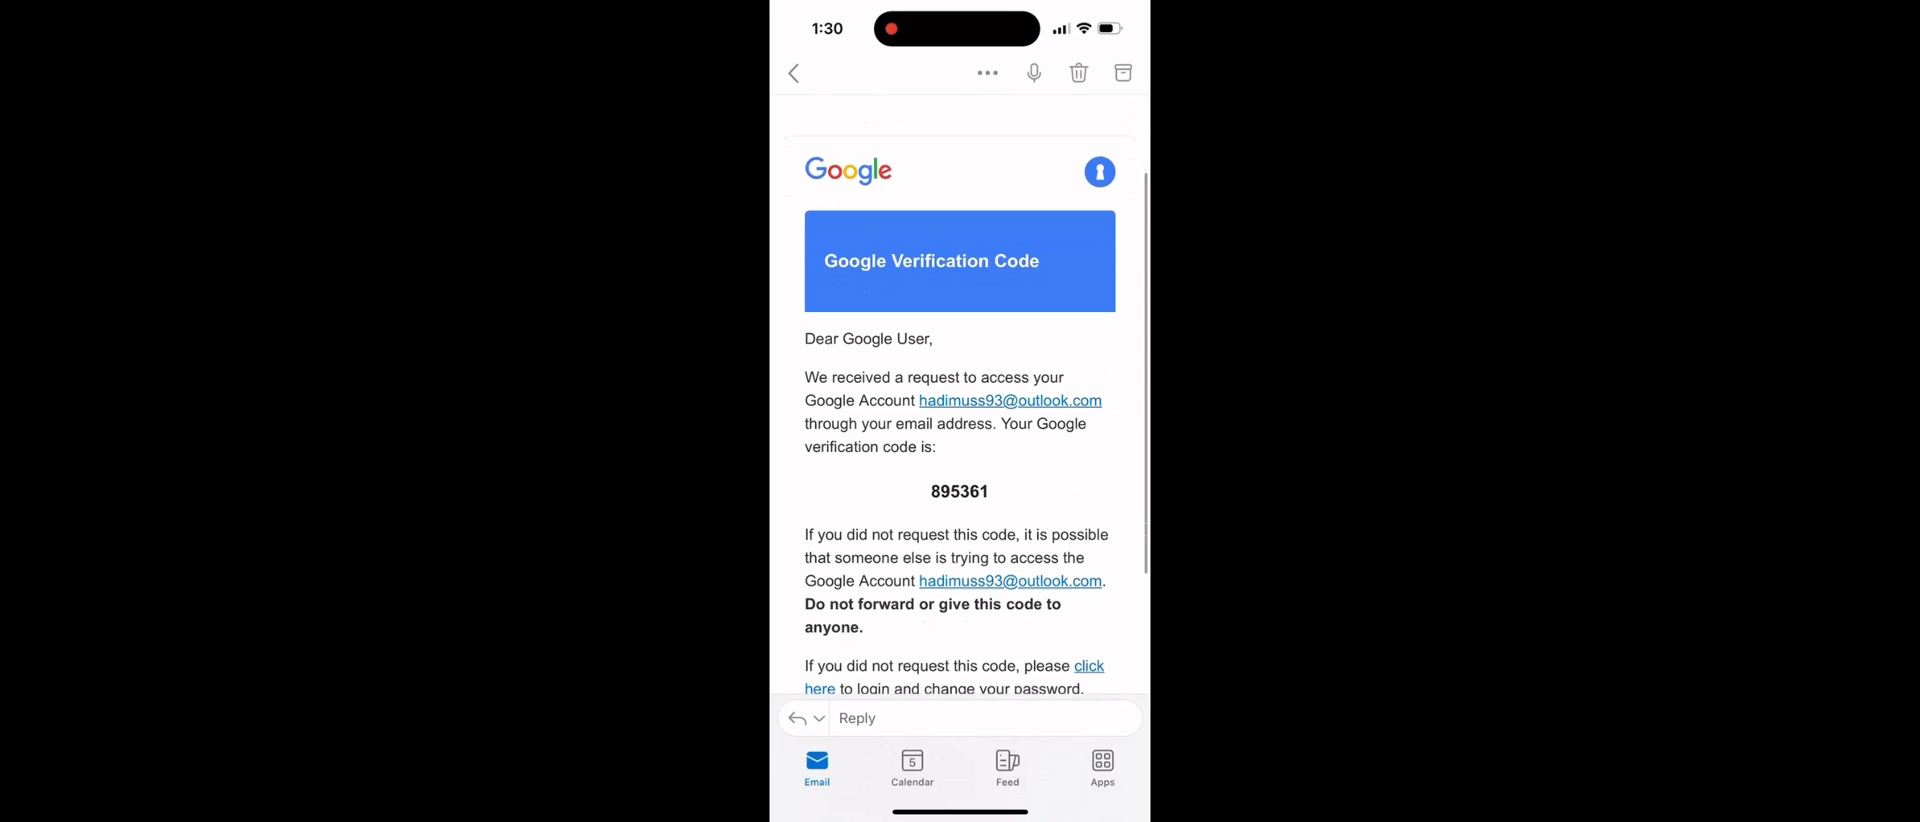 1:30
Google
Google Verification Code
Dear Google User,
We received a request to access your
Google Account hadimuss93@outlook.com
through your email address. Your Google
verification code is:
895361
If you did not request this code, it is possible
that someone else is trying to access the
Google Account hadimuss93@outlook.com.
Do not forward or give this code to
anyone.
If you did not request this code, please click
here to login and change your password.
Reply
5
Email Calendar Feed Apps